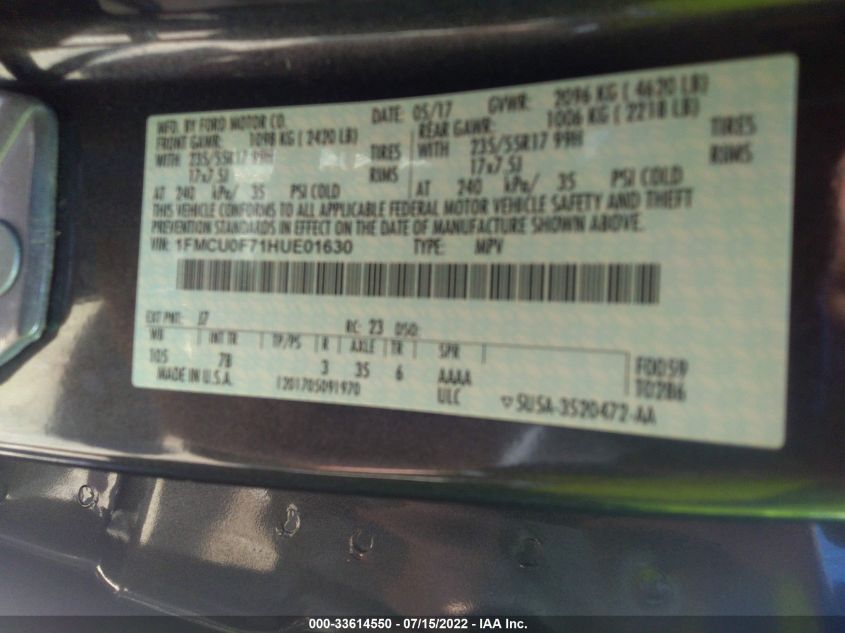 MFD. BY FORD MOTOR CO. DATE: 05/17 GVWR: 2096 KG ( 4620 LB)
FRONT GAWR: 1098 KG ( 2420 LB) REAR GAWR: 1006 KG ( 2218 LB)
WITH 235/55R17 99H TIRES WITH 235/55R17 99H TIRES
17x7.5J RIMS 17x7.5J RIMS
AT 240 kPa/ 35 PSI COLD AT 240 kPa/ 35 PSI COLD
THIS VEHICLE CONFORMS TO ALL APPLICABLE FEDERAL MOTOR VEHICLE SAFETY AND THEFT
PREVENTION STANDARDS IN EFFECT ON THE DATE OF MANUFACTURE SHOWN ABOVE.
VIN: 1FMCU0F71HUE01630 TYPE: MPV
EXT PNT: J7 RC: 23 DSO:
WB INT TR TP/PS R AXLE TR SPR
105 7B 3 35 6 AAAA F0059
MADE IN U.S.A. 1201705091970 ULC T02B6
▽ 5U5A-3520472-AA
000-33614550 - 07/15/2022 - IAA Inc.